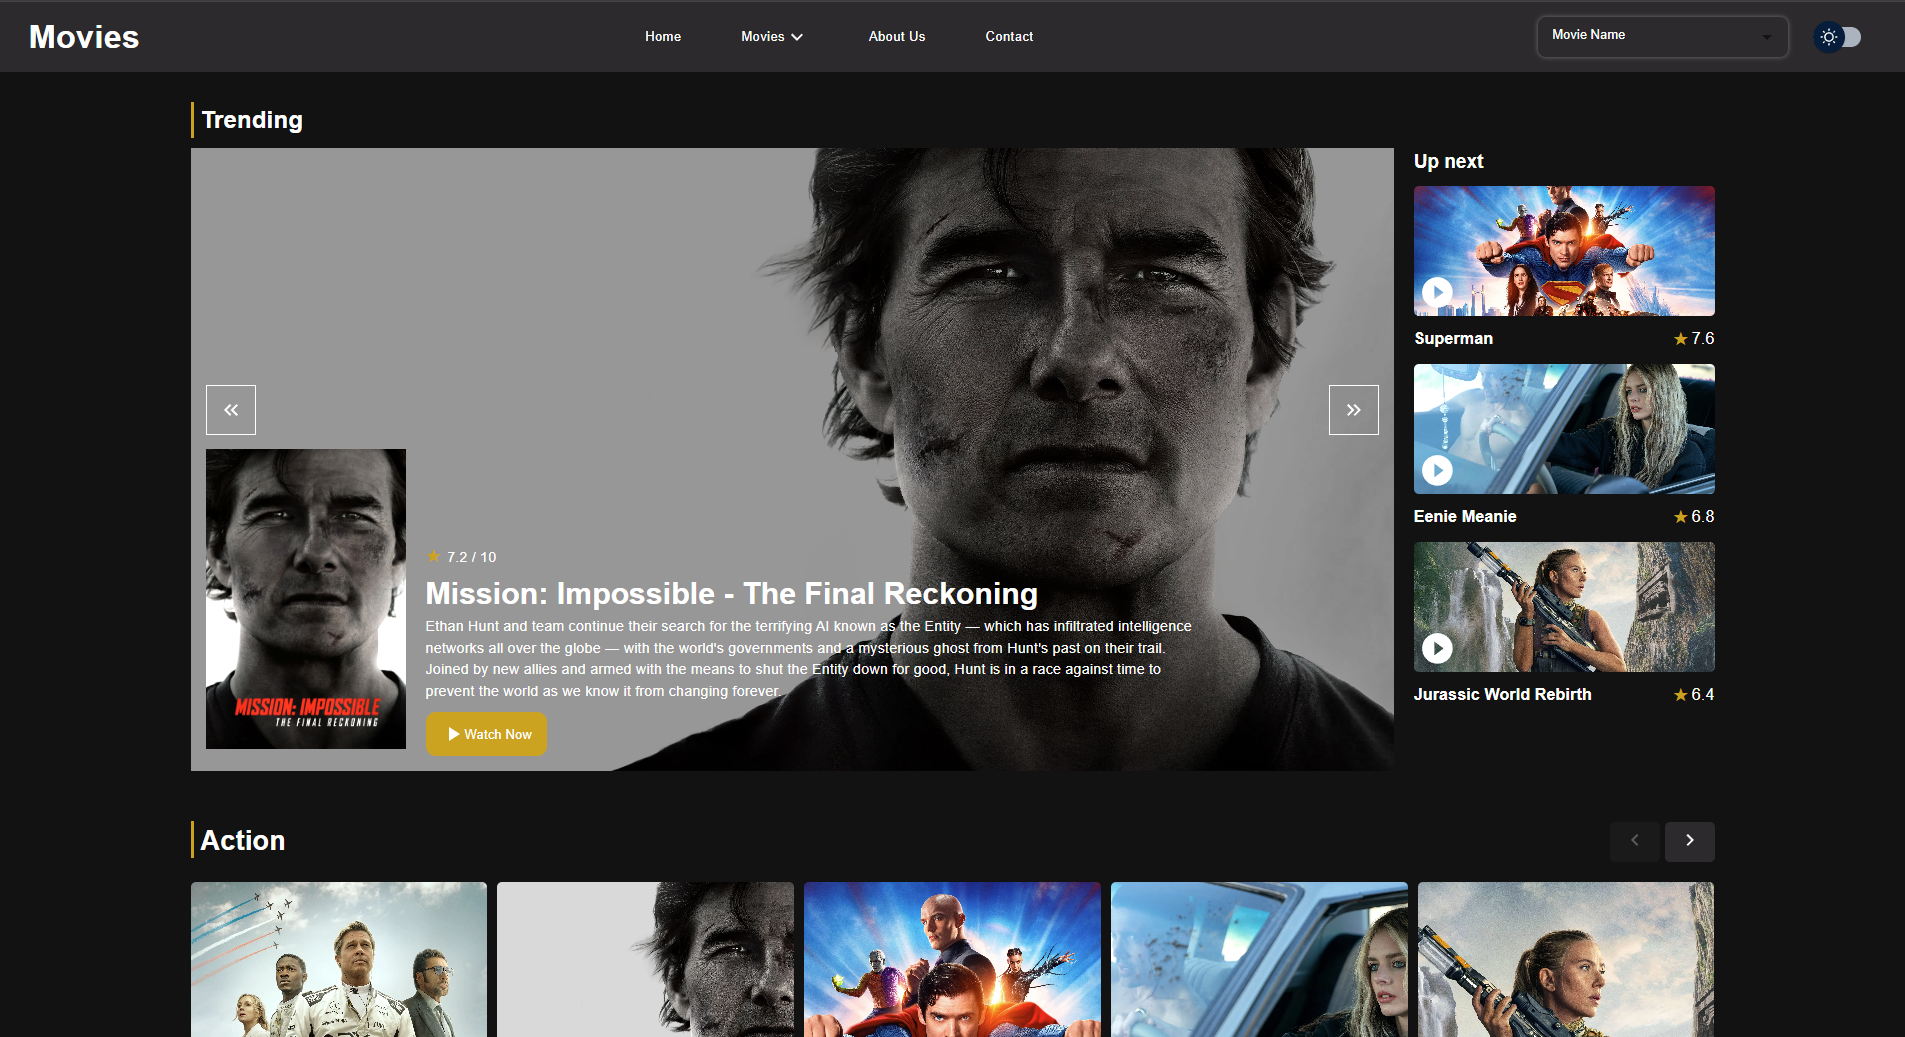 Movies
Home
Movies
About Us
Contact
Movie Name
Trending
Up next
Superman
★ 7.6
Eenie Meanie
★ 6.8
Jurassic World Rebirth
★ 6.4
MISSION: IMPOSSIBLE
THE FINAL RECKONING
★ 7.2 / 10
Mission: Impossible - The Final Reckoning
Ethan Hunt and team continue their search for the terrifying AI known as the Entity — which has infiltrated intelligence
networks all over the globe — with the world's governments and a mysterious ghost from Hunt's past on their trail.
Joined by new allies and armed with the means to shut the Entity down for good, Hunt is in a race against time to
prevent the world as we know it from changing forever.
Watch Now
Action